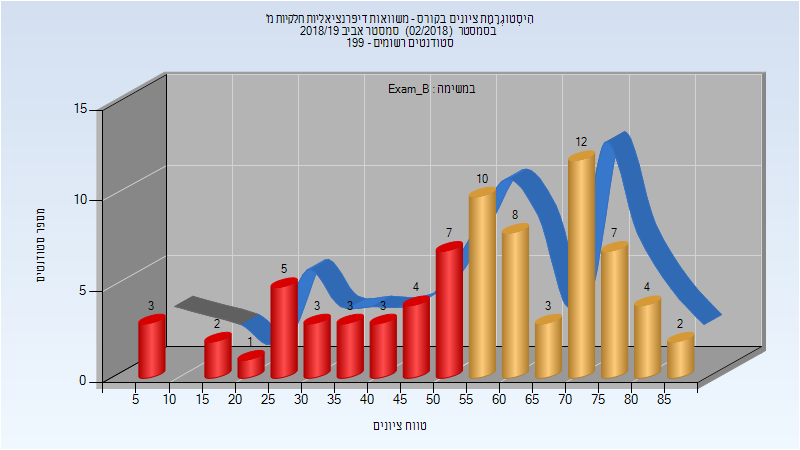 היסטוגרמת ציונים בקורס - משוואות דיפרנציאליות חלקיות מ'
בסמסטר (02/2018) סמסטר אביב 2018/19
סטודנטים רשומים - 199
במשימה : Exam_B
מספר סטודנטים
15
10
5
0
3
2
1
5
3
3
3
4
7
10
8
3
12
7
4
2
5 10 15 20 25 30 35 40 45 50 55 60 65 70 75 80 85
טווח ציונים